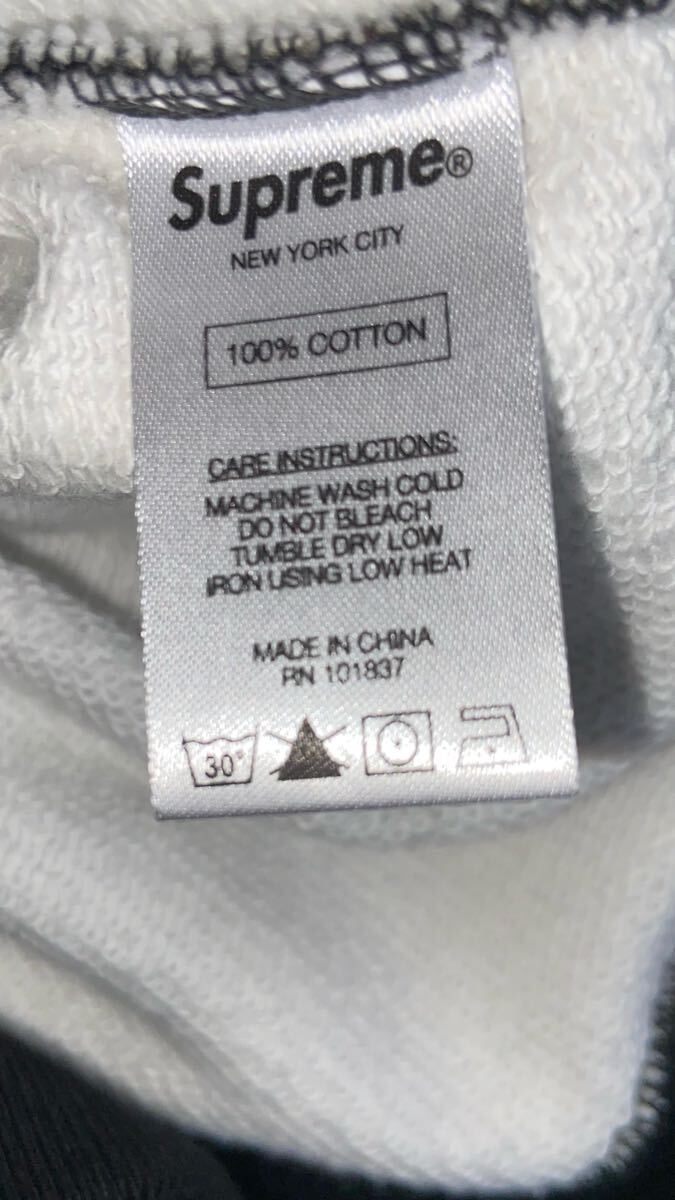 Supreme®
NEW YORK CITY
100% COTTON
CARE INSTRUCTIONS:
MACHINE WASH COLD
DO NOT BLEACH
TUMBLE DRY LOW
IRON USING LOW HEAT
MADE IN CHINA
RN 101837
30°